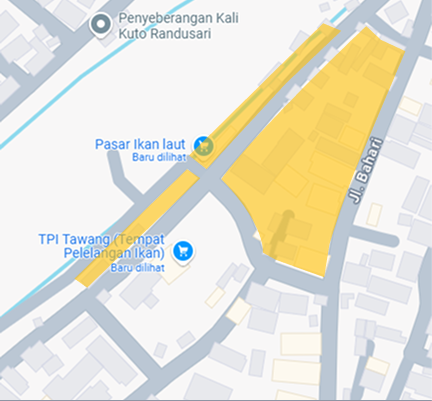 Penyeberangan Kali
Kuto Randusari
Pasar Ikan laut
Baru dilihat
Jl. Bahari
TPI Tawang (Tempat
Pelelangan Ikan)
Baru dilihat